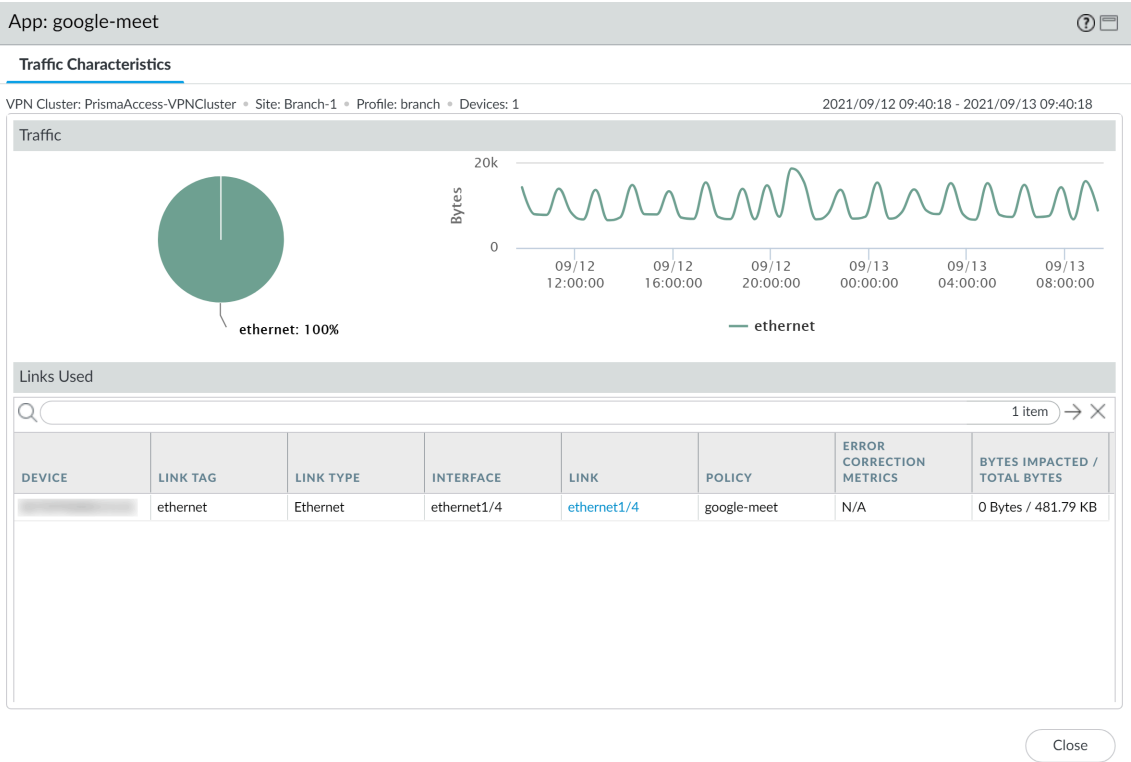 App: google-meet
Traffic Characteristics
VPN Cluster: PrismaAccess-VPNCluster • Site: Branch-1 • Profile: branch • Devices: 1
2021/09/12 09:40:18 - 2021/09/13 09:40:18
Traffic
ethernet: 100%
Bytes
20k
0
09/12 12:00:00
09/12 16:00:00
09/12 20:00:00
09/13 00:00:00
09/13 04:00:00
09/13 08:00:00
ethernet
Links Used
1 item
DEVICE
LINK TAG
LINK TYPE
INTERFACE
LINK
POLICY
ERROR CORRECTION METRICS
BYTES IMPACTED / TOTAL BYTES
ethernet
Ethernet
ethernet1/4
ethernet1/4
google-meet
N/A
0 Bytes / 481.79 KB
Close